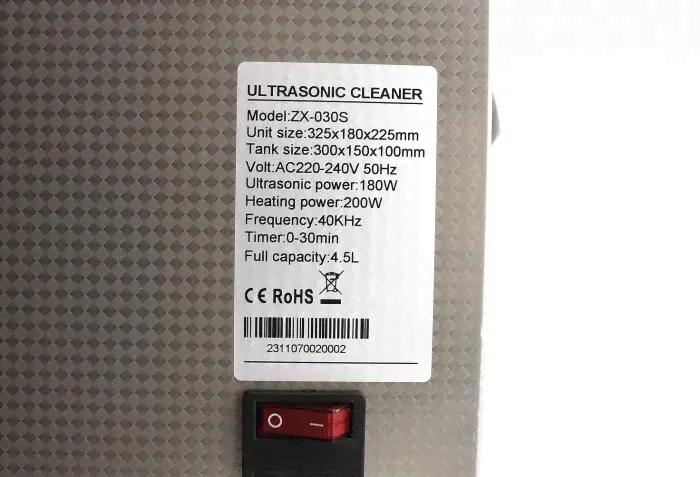 ULTRASONIC CLEANER
Model:ZX-030S
Unit size:325x180x225mm
Tank size:300x150x100mm
Volt:AC220-240V 50Hz
Ultrasonic power:180W
Heating power:200W
Frequency:40KHz
Timer:0-30min
Full capacity:4.5L
CE RoHS
2311070020002